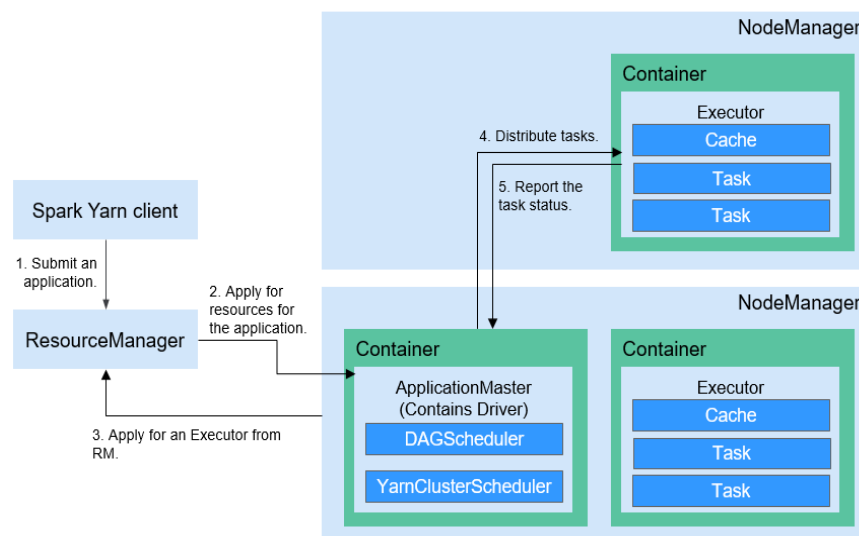 NodeManager
Container
Executor
Cache
Task
Task
4. Distribute tasks.
5. Report the
task status.
Spark Yarn client
1. Submit an
application.
ResourceManager
2. Apply for
resources for
the application.
3. Apply for an Executor from
RM.
NodeManager
Container
ApplicationMaster
(Contains Driver)
DAGScheduler
YarnClusterScheduler
Container
Executor
Cache
Task
Task